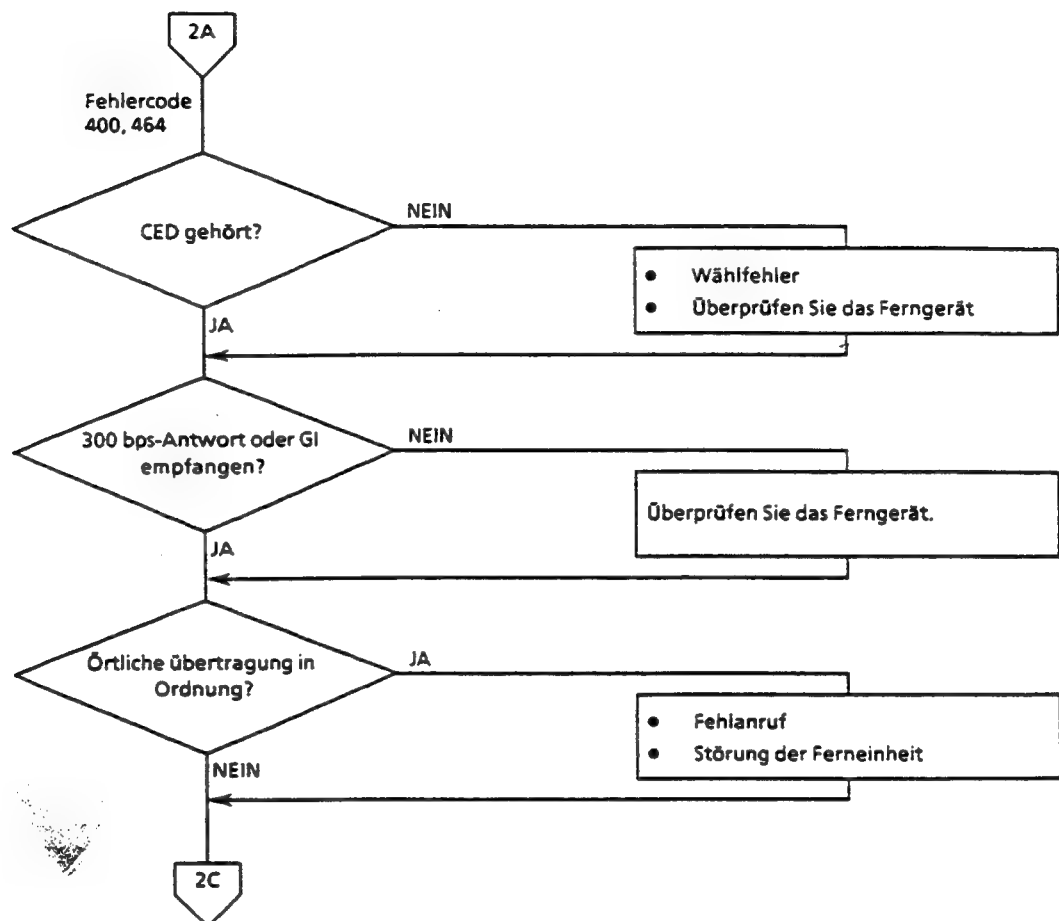 2A
Fehlercode
400, 464
CED gehört?
NEIN
• Wählfehler
• Überprüfen Sie das Ferngerät
JA
300 bps-Antwort oder GI
empfangen?
NEIN
Überprüfen Sie das Ferngerät.
JA
Örtliche übertragung in
Ordnung?
JA
• Fehlanruf
• Störung der Ferneinheit
NEIN
2C